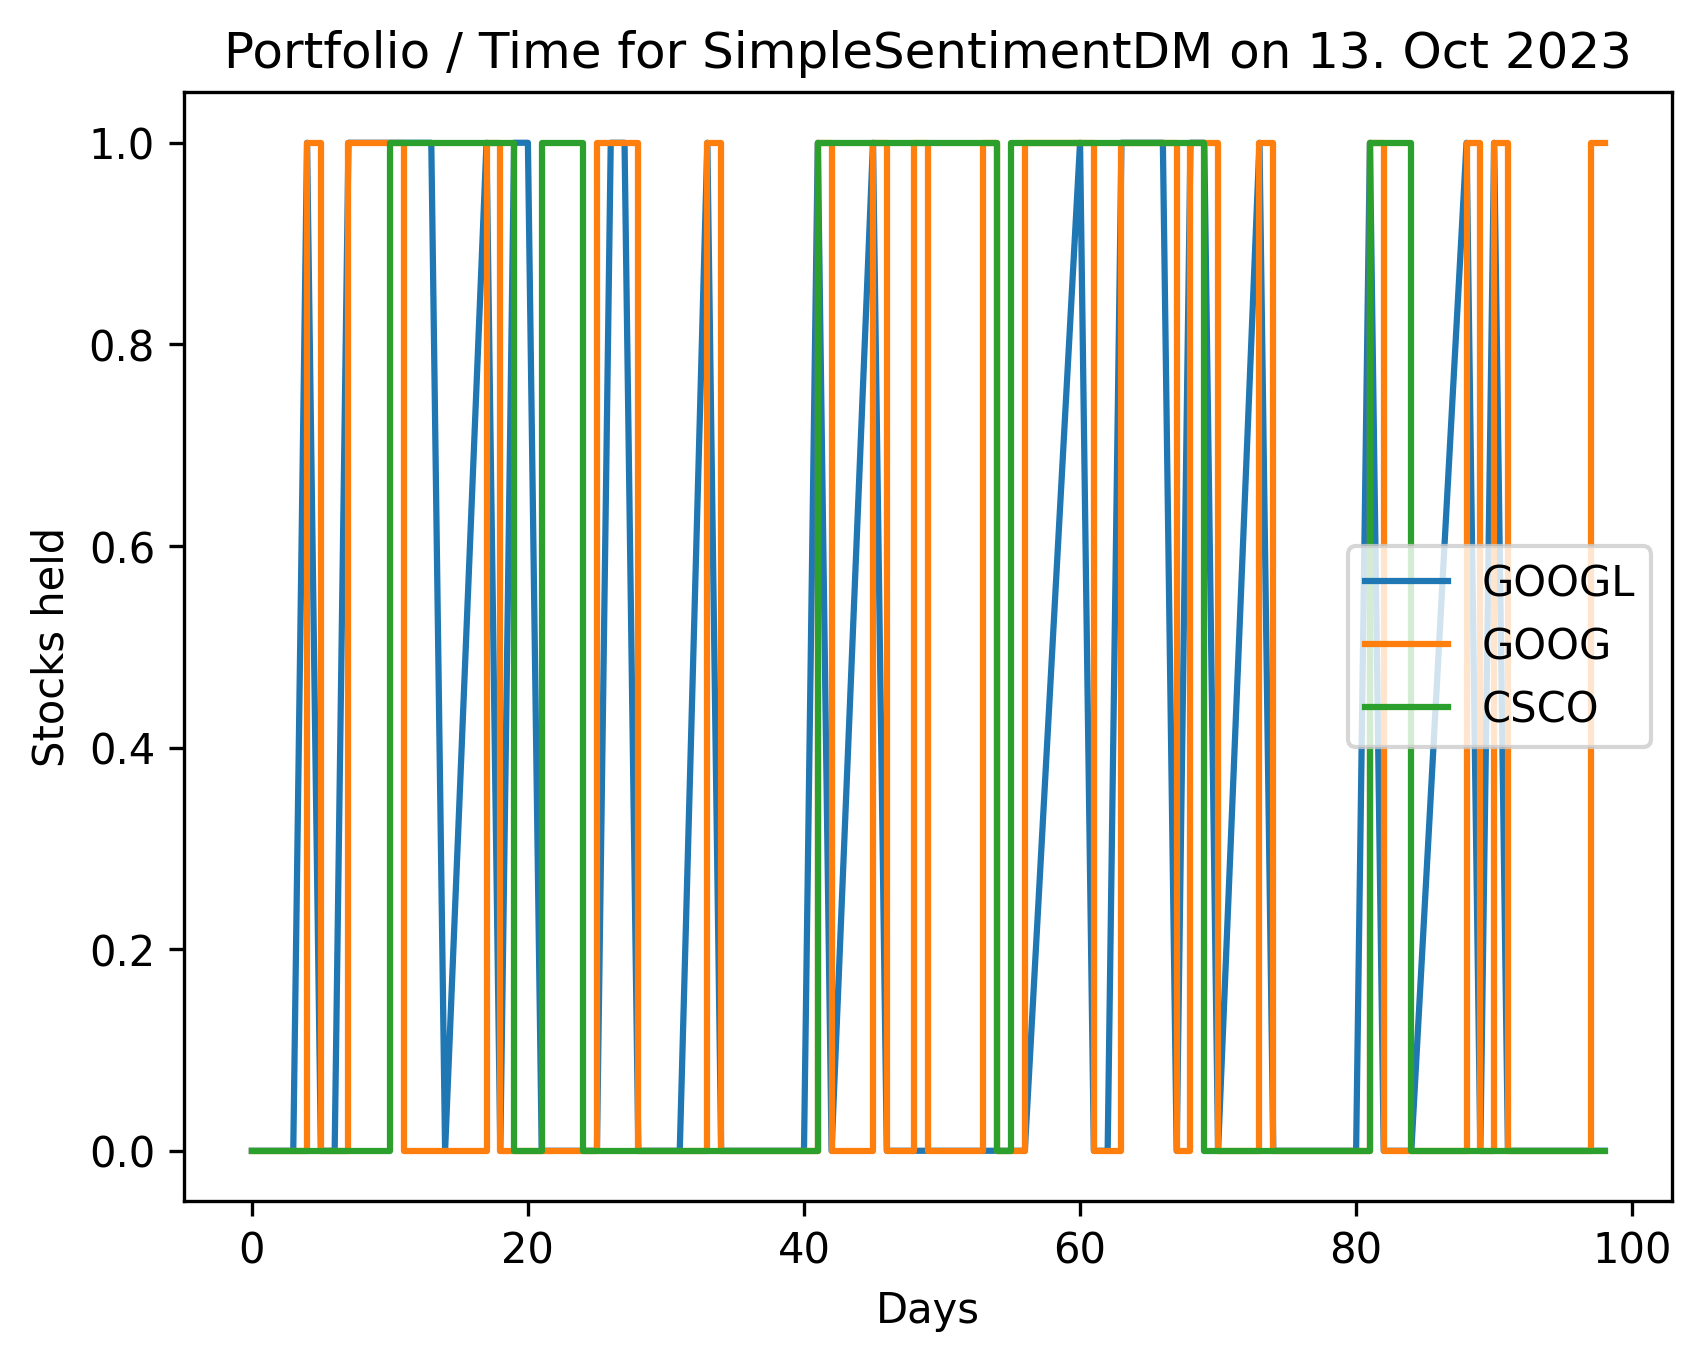 Portfolio / Time for SimpleSentimentDM on 13. Oct 2023
1.0
0.8
0.6
0.4
0.2
0.0
Stocks held
GOOGL
GOOG
CSCO
0 20 40 60 80 100
Days